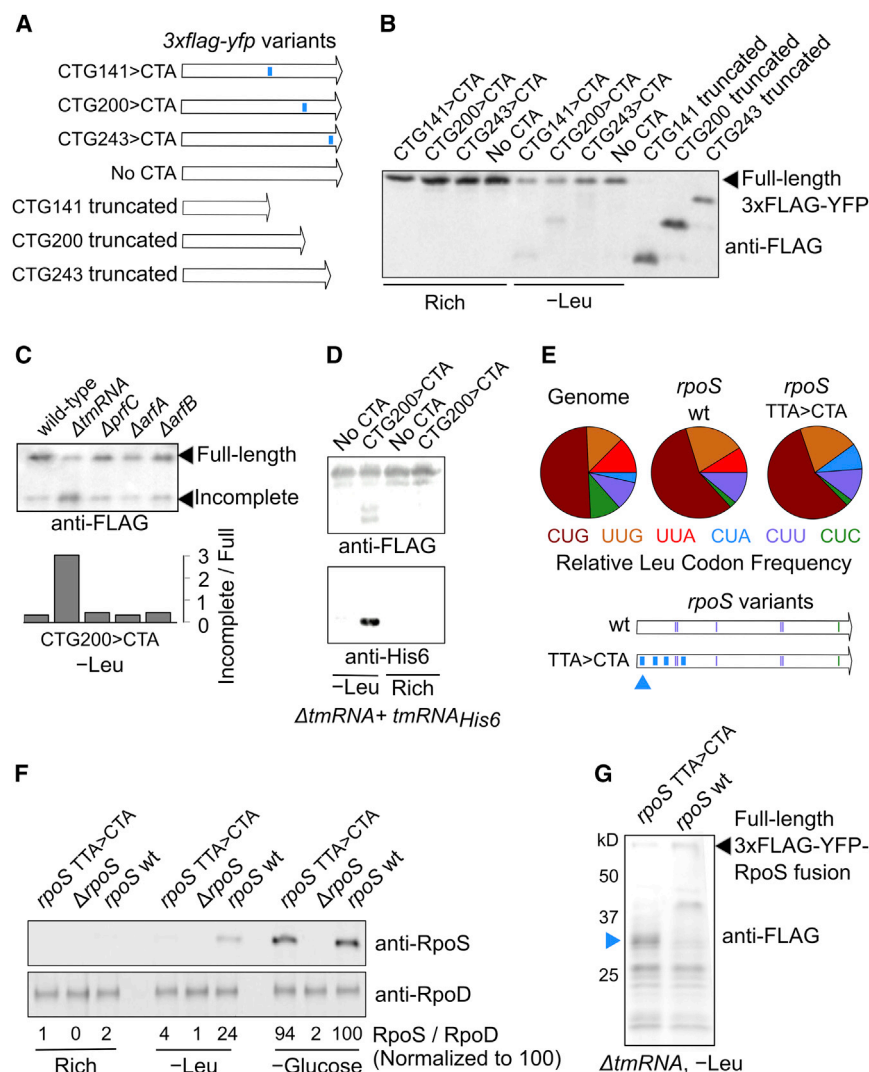 A
3xflag-yfp variants
CTG141>CTA
CTG200>CTA
CTG243>CTA
No CTA
CTG141 truncated
CTG200 truncated
CTG243 truncated
B
CTG141>CTA
CTG200>CTA
CTG243>CTA
No CTA
CTG141>CTA
CTG200>CTA
CTG243>CTA
No CTA
CTG141 truncated
CTG200 truncated
CTG243 truncated
Full-length
3xFLAG-YFP
anti-FLAG
Rich
−Leu
C
wild-type
ΔtmRNA
ΔprfC
ΔarfA
ΔarfB
Full-length
Incomplete
anti-FLAG
3
2
1
0
Incomplete / Full
CTG200>CTA
−Leu
D
No CTA
CTG200>CTA
No CTA
CTG200>CTA
anti-FLAG
anti-His6
−Leu Rich
ΔtmRNA+ tmRNAHis6
E
Genome
rpoS
wt
rpoS
TTA>CTA
CUG UUG UUA CUA CUU CUC
Relative Leu Codon Frequency
rpoS variants
wt
TTA>CTA
F
rpoS TTA>CTA
ΔrpoS
rpoS wt
rpoS TTA>CTA
ΔrpoS
rpoS wt
rpoS TTA>CTA
ΔrpoS
rpoS wt
anti-RpoS
anti-RpoD
1 0 2 4 1 24 94 2 100 RpoS / RpoD
(Normalized to 100)
Rich −Leu −Glucose
G
rpoS TTA>CTA
rpoS wt
kD
50
37
25
Full-length
3xFLAG-YFP-
RpoS fusion
anti-FLAG
ΔtmRNA, −Leu